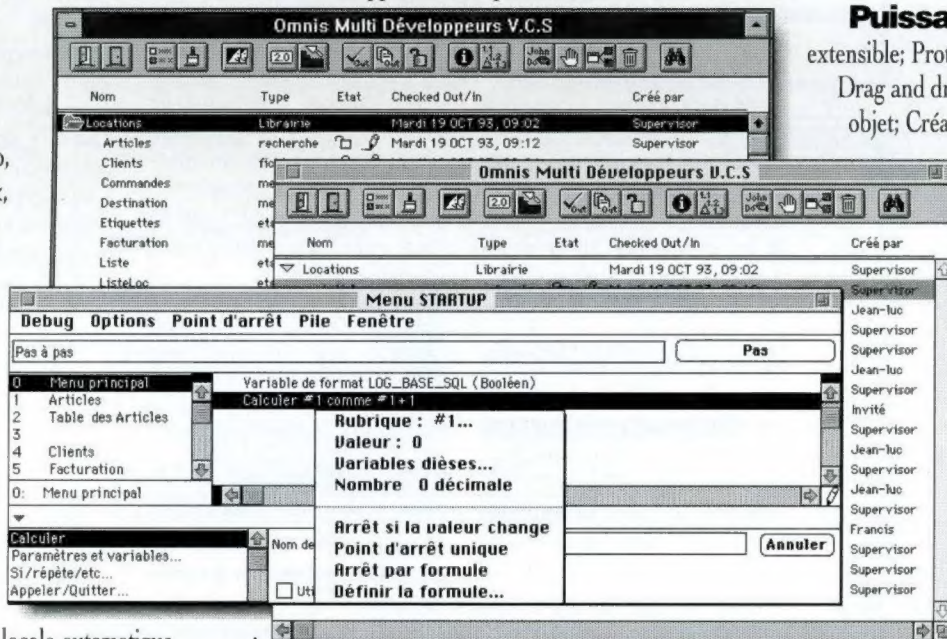 Puissa
extensible; Prot
Drag and dr
objet; Créa
Omnis Multi Développeurs V.C.S
Nom Type Etat Checked Out/In Créé par
Locations Librairie Mardi 19 OCT 93, 09:02 Supervisor
Articles recherche Mardi 19 OCT 93, 09:12 Supervisor
Clients
Commandes
Destination
Etiquettes
Facturation
Liste
ListeLoc
Omnis Multi Développeurs V.C.S
Nom Type Etat Checked Out/In Créé par
Locations Librairie Mardi 19 OCT 93, 09:02 Supervisor
Supervisor
Jean-luc
Supervisor
Supervisor
Jean-luc
Supervisor
Invité
Supervisor
Jean-luc
Supervisor
Jean-luc
Supervisor
Francis
Supervisor
Supervisor
Supervisor
Menu STARTUP
Debug Options Point d'arrêt Pile Fenêtre
Pas à pas Pas
0 Menu principal
1 Articles
2 Table des Articles
3
4 Clients
5 Facturation
0: Menu principal
Variable de format LOG_BASE_SQL (Booléen)
Calculer #1 comme #1+1
Rubrique : #1...
Valeur : 0
Variables dièses...
Nombre 0 décimale
Arrêt si la valeur change
Point d'arrêt unique
Arrêt par formule
Définir la formule...
Calculer
Paramètres et variables...
Si/répète/etc...
Appeler/Quitter...
Nom de
Annuler
Uti
locale automatique